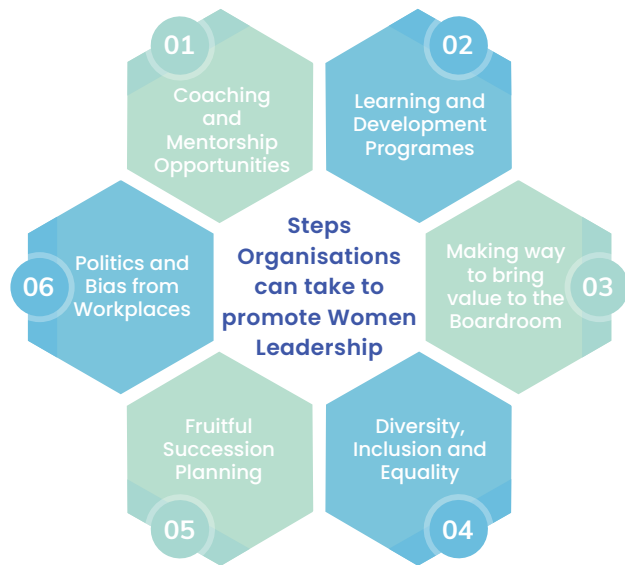 01
Coaching
and
Mentorship
Opportunities
02
Learning and
Development
Programes
Steps
Organisations
can take to
promote Women
Leadership
03
Making way
to bring
value to the
Boardroom
04
Diversity,
Inclusion and
Equality
05
Fruitful
Succession
Planning
06
Politics and
Bias from
Workplaces